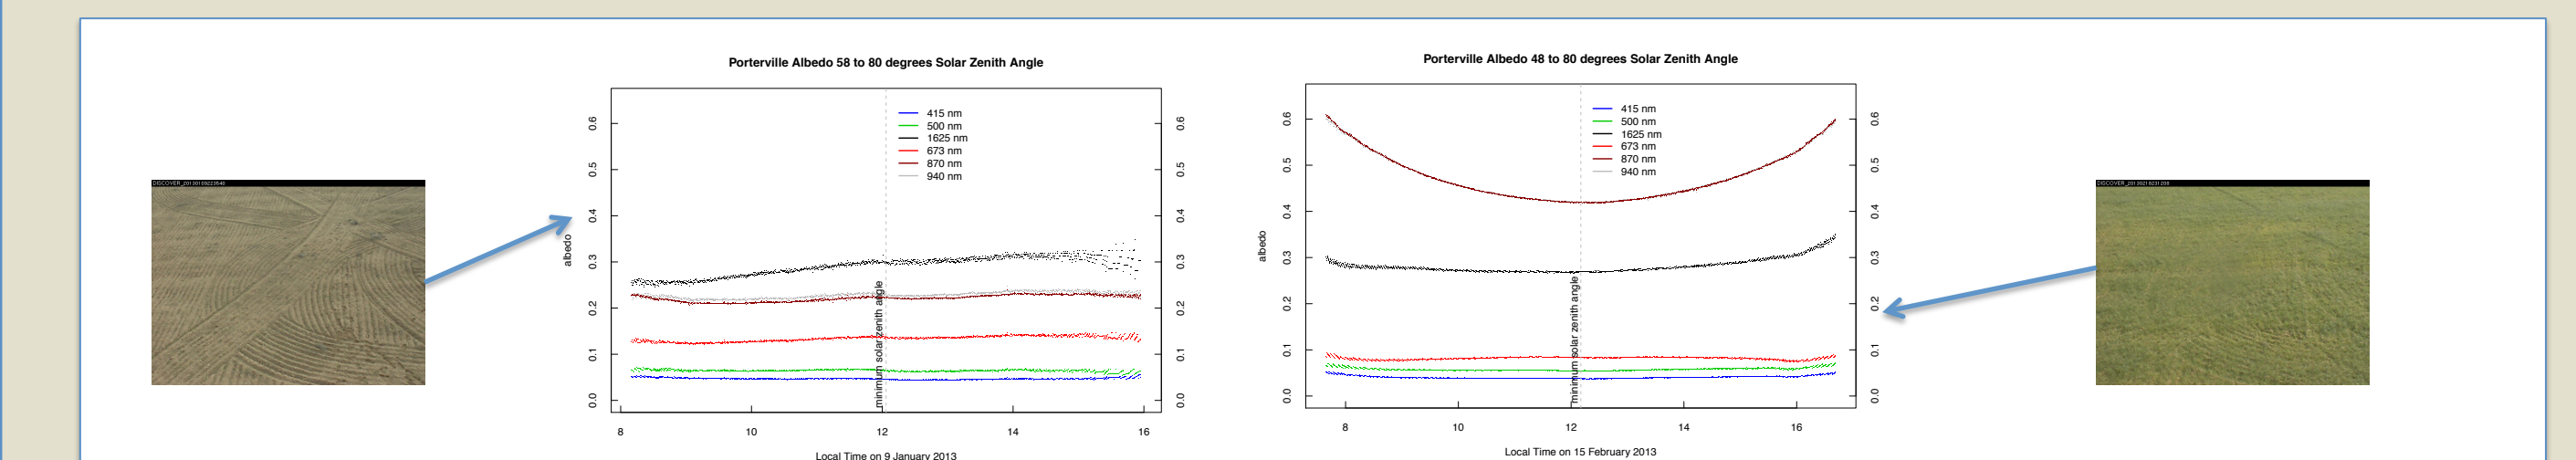 Porterville Albedo 58 to 80 degrees Solar Zenith Angle
415 nm
500 nm
1625 nm
673 nm
870 nm
940 nm
albedo
0.0 0.1 0.2 0.3 0.4 0.5 0.6
0.0 0.1 0.2 0.3 0.4 0.5 0.6
minimum solar zenith angle
8 10 12 14 16
Local Time on 9 January 2013
Porterville Albedo 48 to 80 degrees Solar Zenith Angle
415 nm
500 nm
1625 nm
673 nm
870 nm
940 nm
albedo
0.0 0.1 0.2 0.3 0.4 0.5 0.6
0.0 0.1 0.2 0.3 0.4 0.5 0.6
minimum solar zenith angle
8 10 12 14 16
Local Time on 15 February 2013